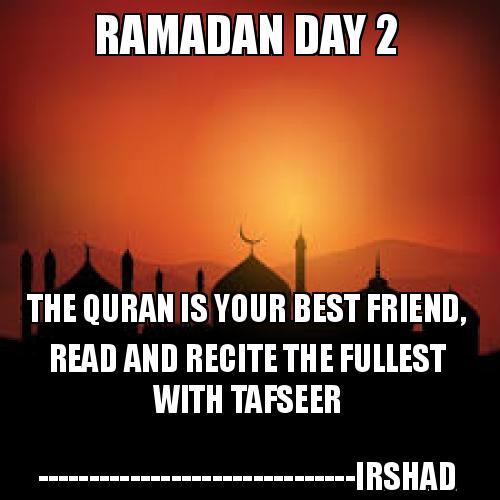 RAMADAN DAY 2
THE QURAN IS YOUR BEST FRIEND,
READ AND RECITE THE FULLEST
WITH TAFSEER
-------------------------------IRSHAD